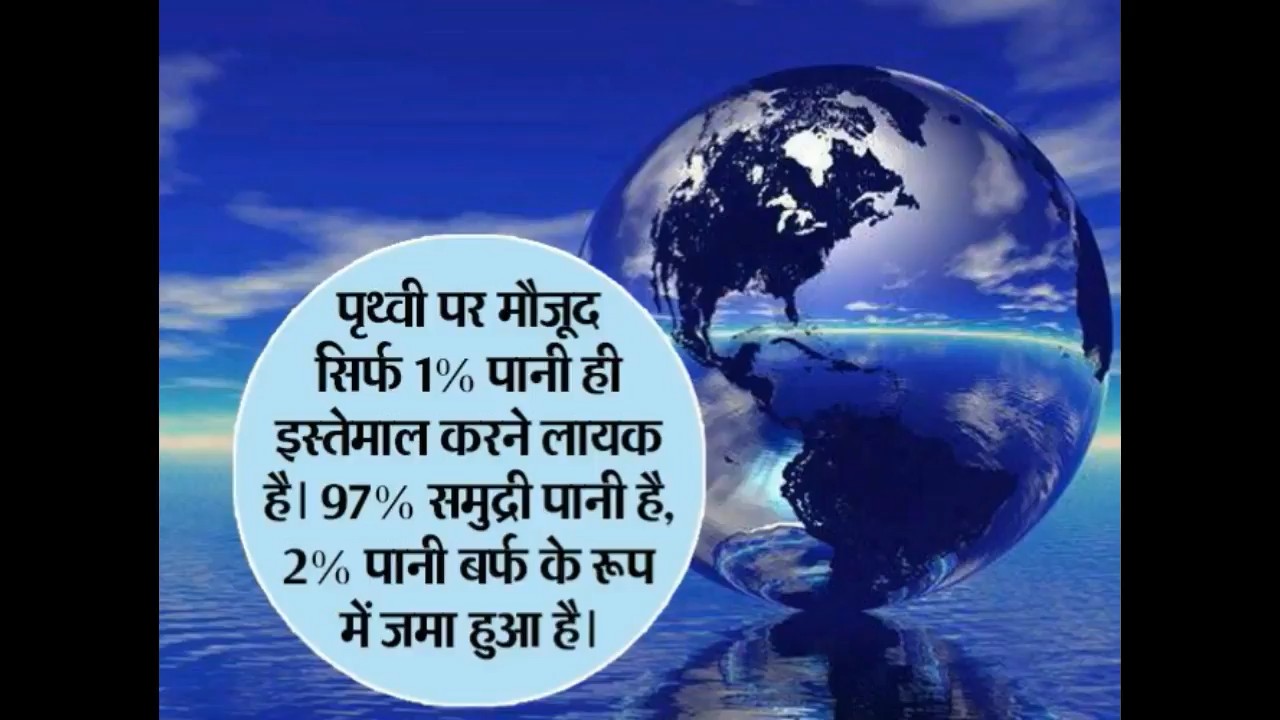 पृथ्वी पर मौजूद
सिर्फ 1% पानी ही
इस्तेमाल करने लायक
है। 97% समुद्री पानी है,
2% पानी बर्फ के रूप
में जमा हुआ है।